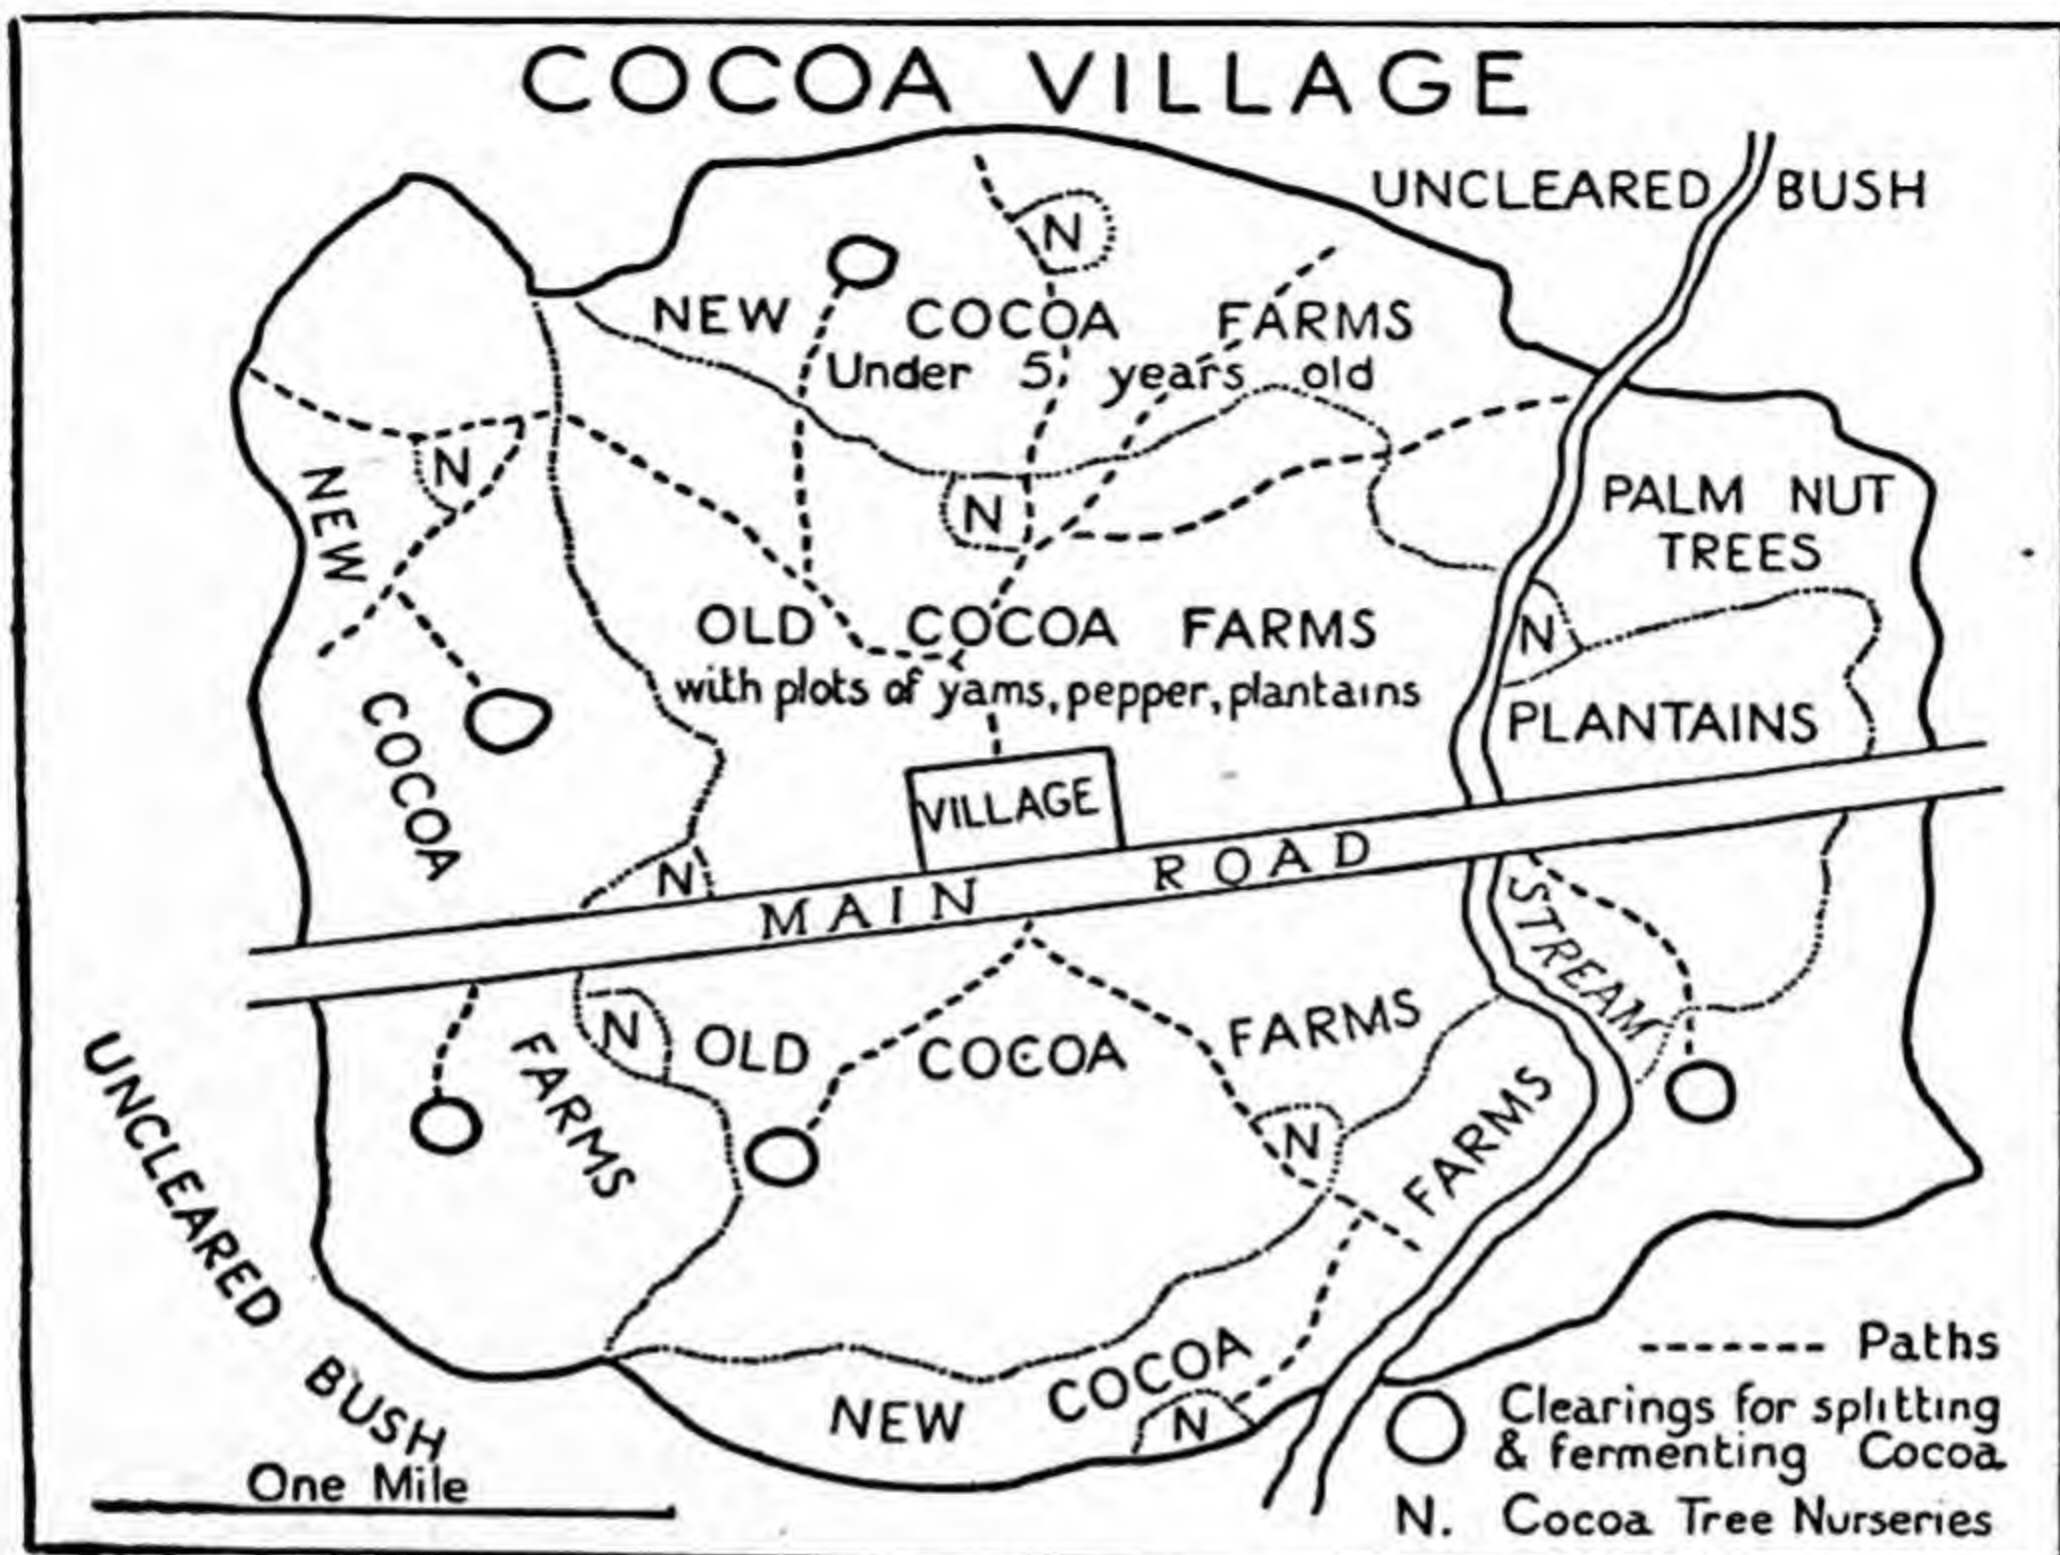 COCOA VILLAGE
UNCLEARED BUSH
N
NEW COCOA FARMS
Under 5 years old
N
NEW
COCOA
FARMS
N
PALM NUT
TREES
N
OLD COCOA FARMS
with plots of yams, pepper, plantains
PLANTAINS
VILLAGE
N
MAIN ROAD
STREAM
N
OLD COCOA FARMS
N
NEW COCOA FARMS
N
UNCLEARED BUSH
One Mile
Paths
Clearings for splitting
& fermenting Cocoa
N. Cocoa Tree Nurseries